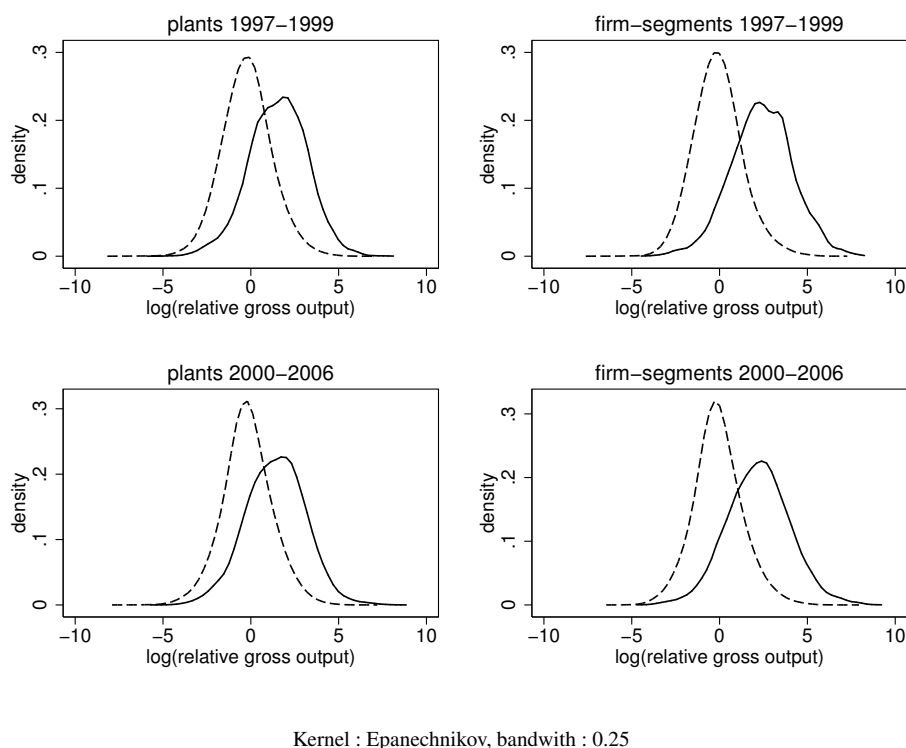 plants 1997−1999
density
0 .1 .2 .3
−10 −5 0 5 10
log(relative gross output)
firm−segments 1997−1999
density
0 .1 .2 .3
−10 −5 0 5 10
log(relative gross output)
plants 2000−2006
density
0 .1 .2 .3
−10 −5 0 5 10
log(relative gross output)
firm−segments 2000−2006
density
0 .1 .2 .3
−10 −5 0 5 10
log(relative gross output)
Kernel : Epanechnikov, bandwith : 0.25